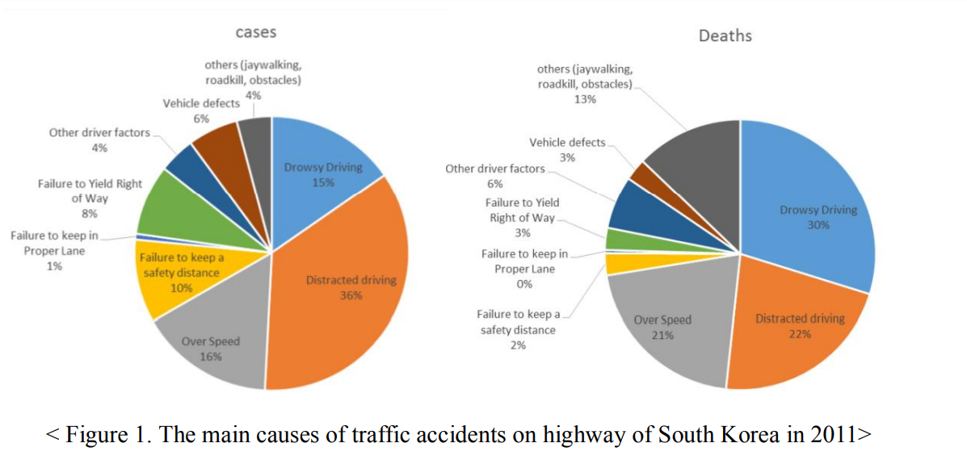 cases
others (jaywalking,
roadkill, obstacles)
4%
Vehicle defects
6%
Other driver factors
4%
Failure to Yield Right
of Way
8%
Failure to keep in
Proper Lane
1%
Failure to keep a
safety distance
10%
Over Speed
16%
Distracted driving
36%
Drowsy Driving
15%
Deaths
others (jaywalking,
roadkill, obstacles)
13%
Vehicle defects
3%
Other driver factors
6%
Failure to Yield
Right of Way
3%
Failure to keep in
Proper Lane
0%
Failure to keep a
safety distance
2%
Over Speed
21%
Distracted driving
22%
Drowsy Driving
30%
< Figure 1. The main causes of traffic accidents on highway of South Korea in 2011>